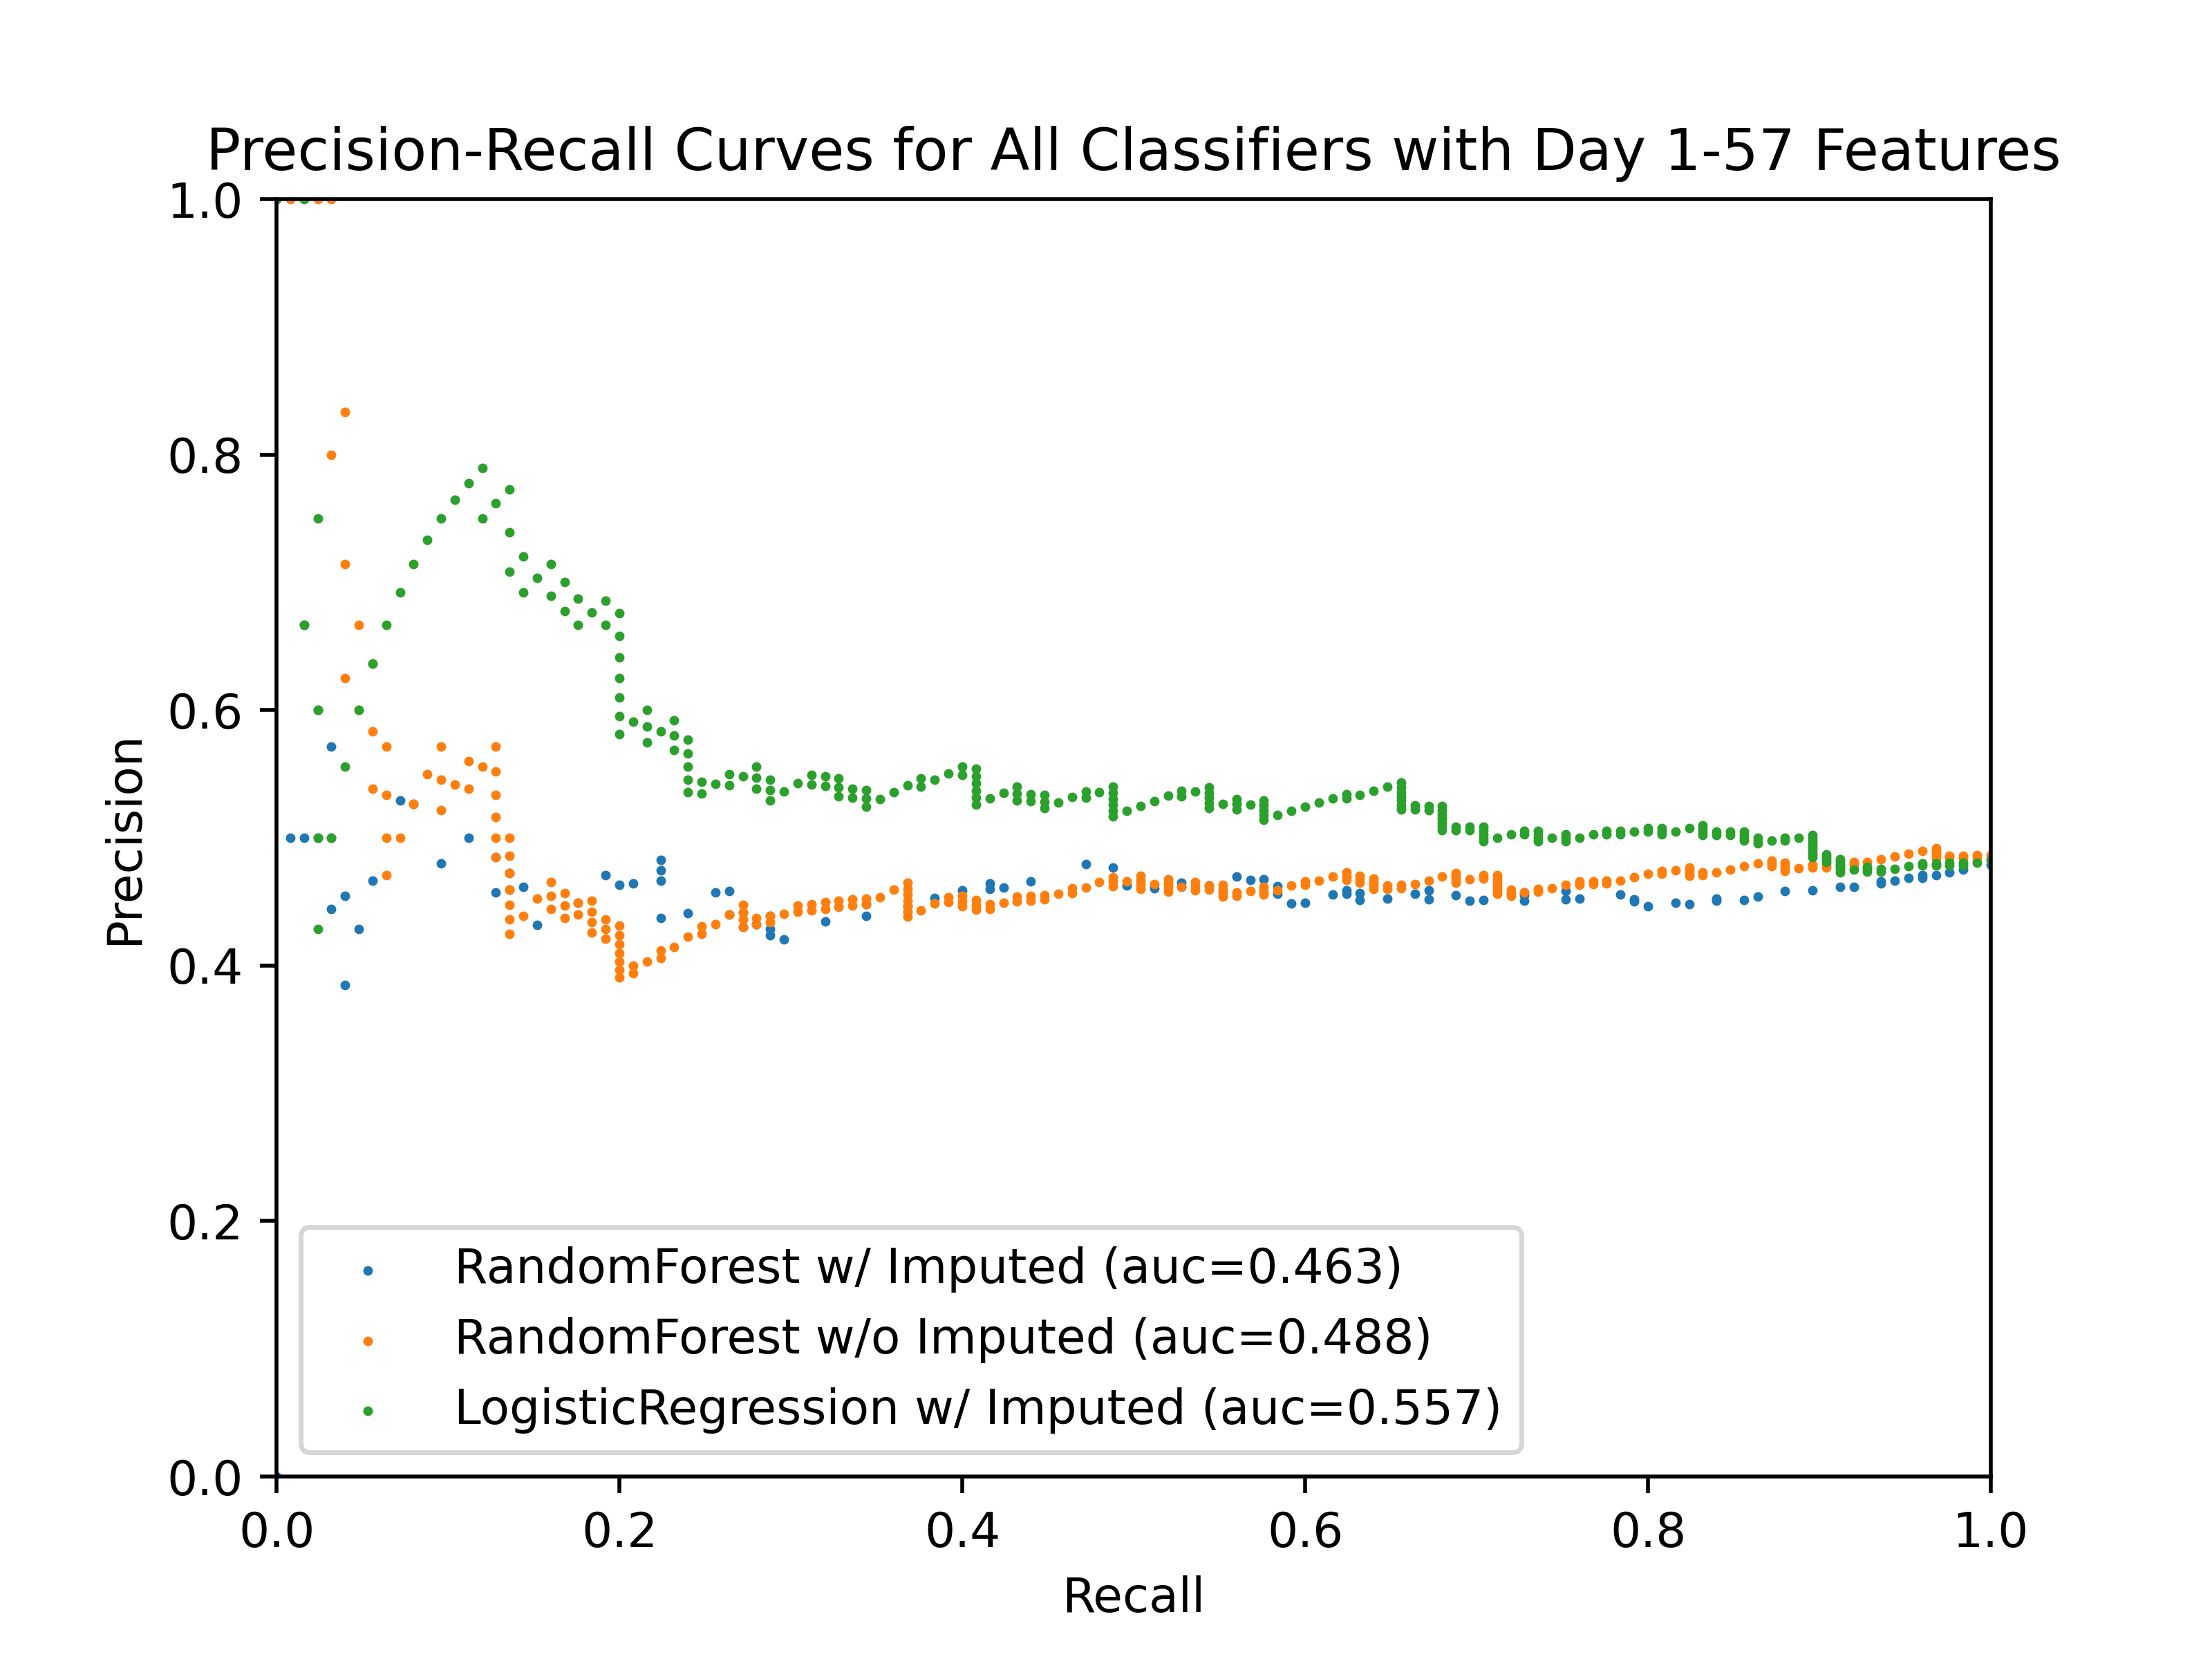 Precision-Recall Curves for All Classifiers with Day 1-57 Features
1.0
0.8
0.6
0.4
0.2
0.0
Precision
RandomForest w/ Imputed (auc=0.463)
RandomForest w/o Imputed (auc=0.488)
LogisticRegression w/ Imputed (auc=0.557)
0.0 0.2 0.4 0.6 0.8 1.0
Recall